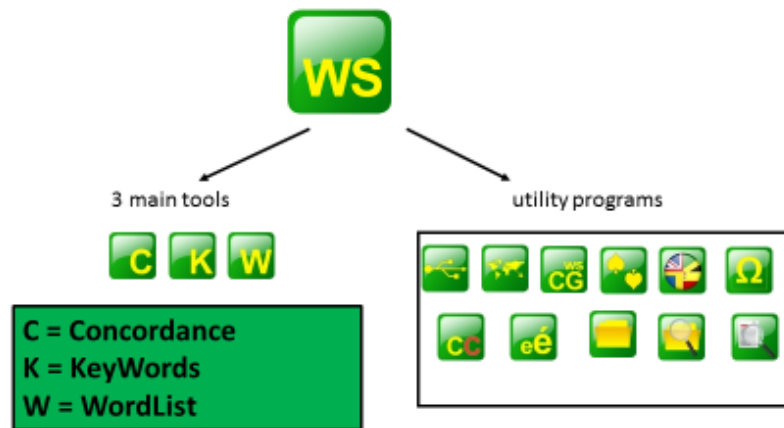 WS
3 main tools
utility programs
C K W
WS
CG
Ω
C = Concordance
K = KeyWords
W = WordList
CC
eé